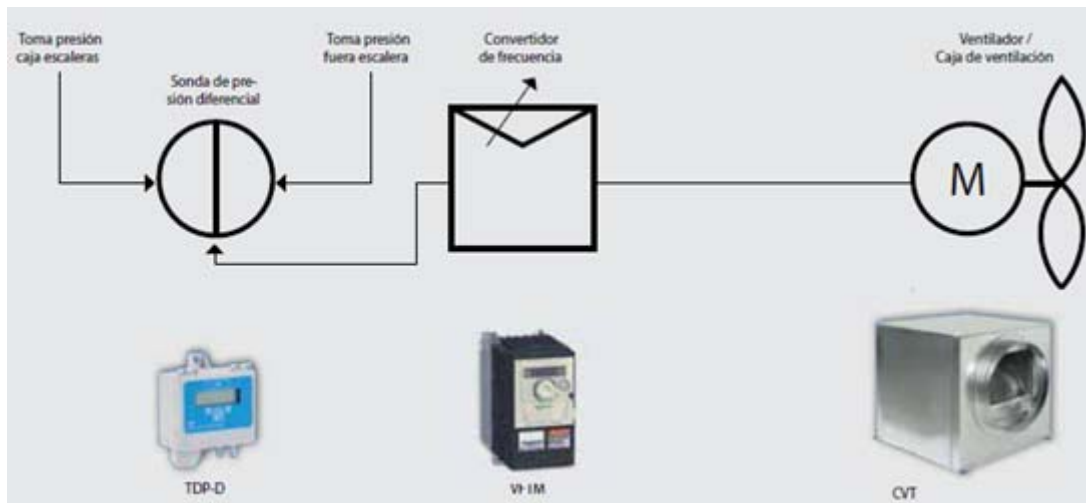 Toma presión
caja escaleras
Toma presión
fuera escalera
Sonda de pre-
sión diferencial
Convertidor
de frecuencia
Ventilador /
Caja de ventilación
M
TDP-D
CVT